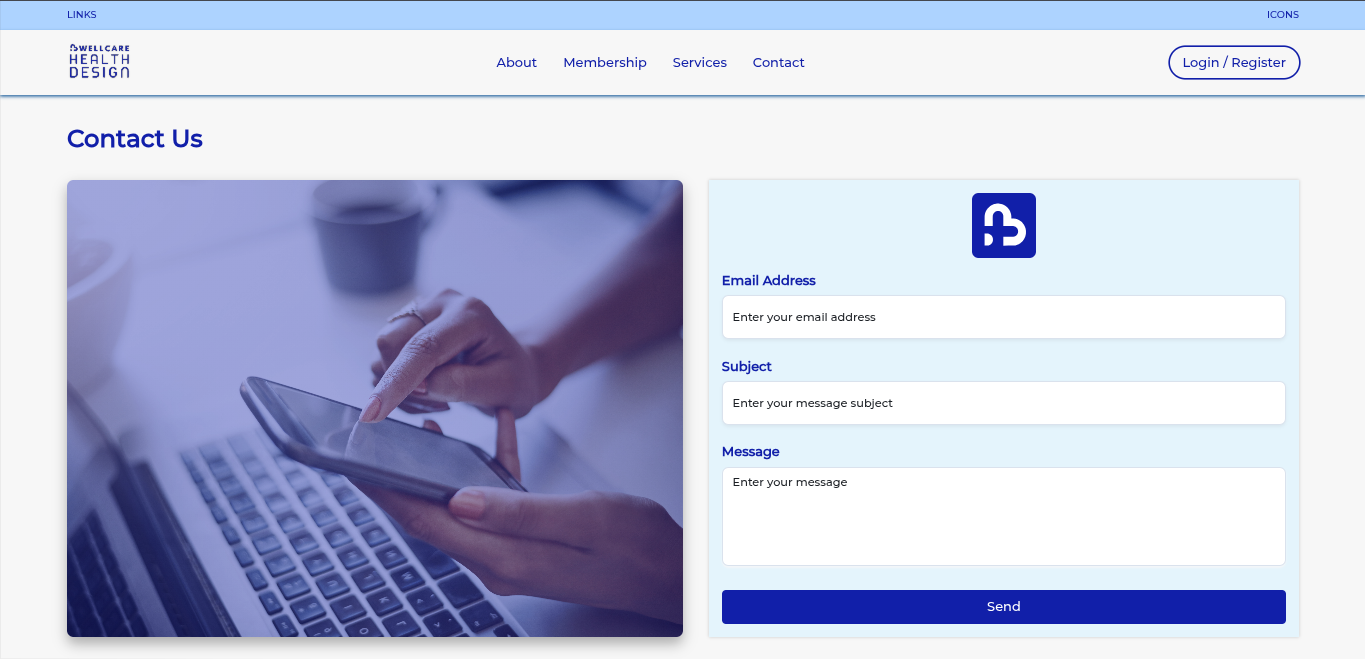 LINKS
ICONS
WELLCARE
HEALTH
DESIGN
About
Membership
Services
Contact
Login / Register
Contact Us
Email Address
Enter your email address
Subject
Enter your message subject
Message
Enter your message
Send